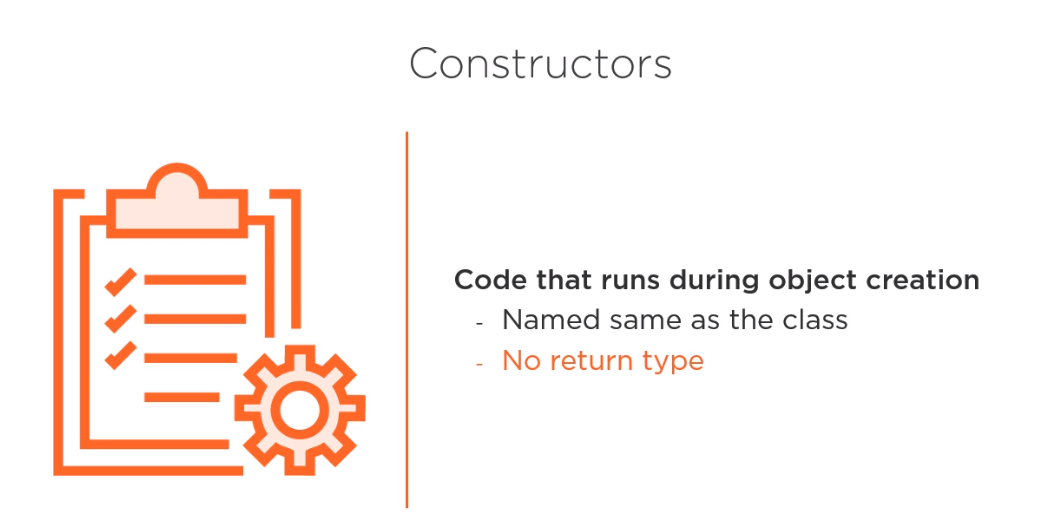 Constructors
Code that runs during object creation
- Named same as the class
- No return type